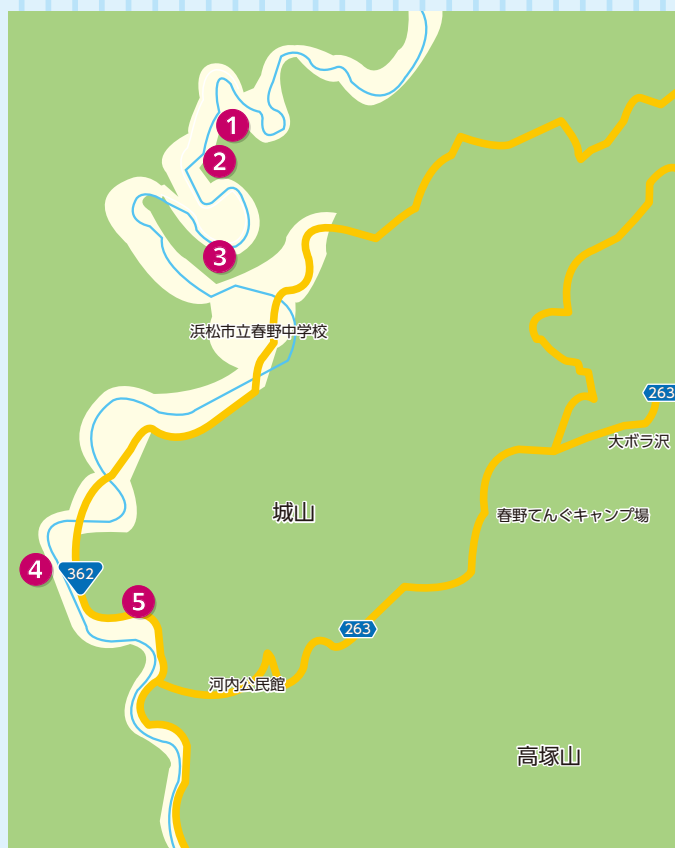 1
2
3
浜松市立春野中学校
263
大ボラ沢
城山
春野てんぐキャンプ場
4
362
5
263
河内公民館
高塚山